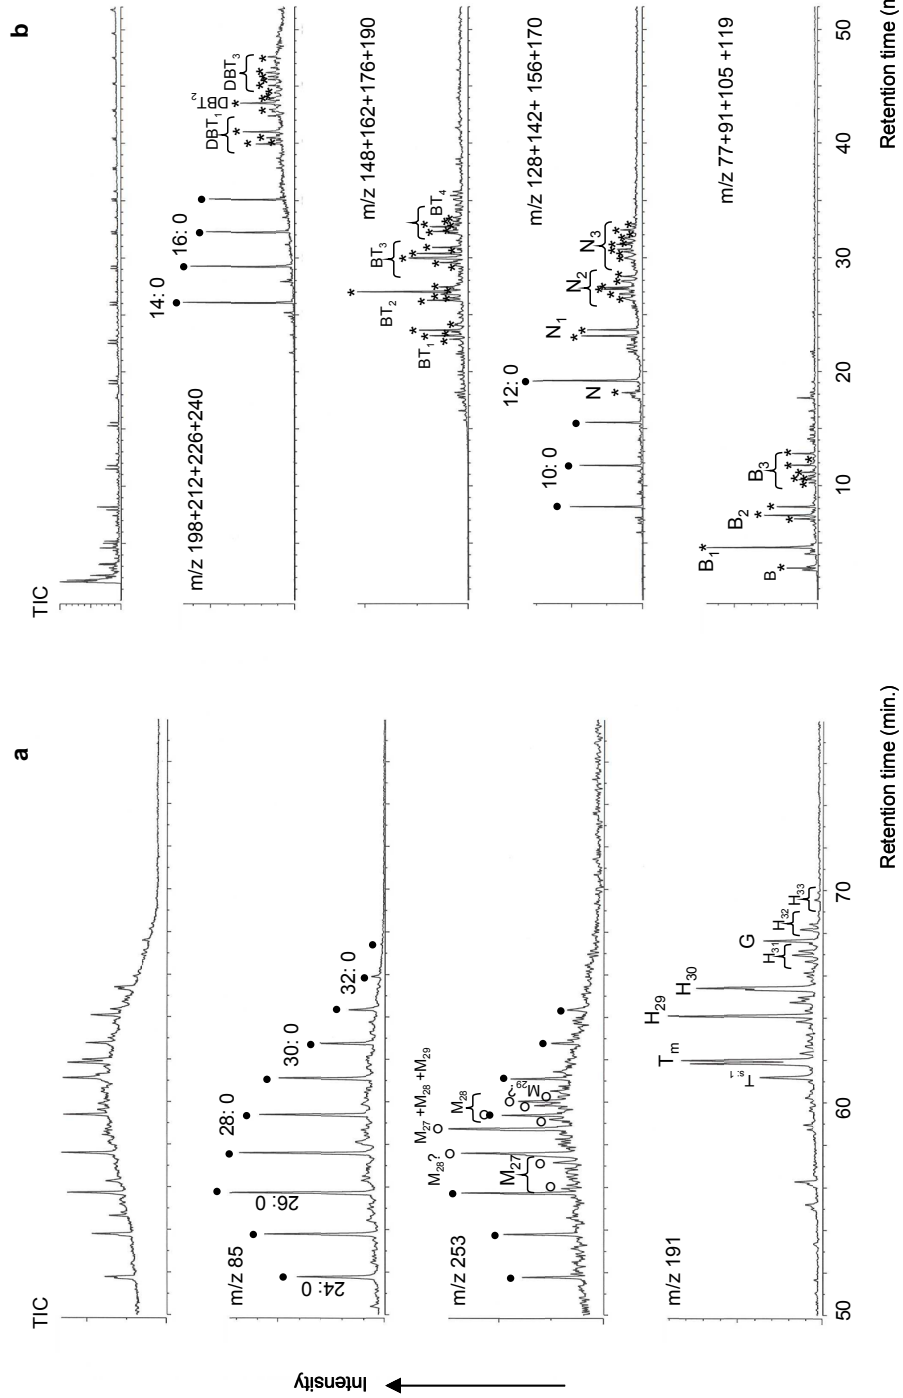 a
TIC
m/z 85
24: 0
26: 0
28: 0
30: 0
32: 0
m/z 253
M28?
M27
M27 +M28 +M29
M28
M29?
m/z 191
Ts:1
Tm
H29
H30
H31
G
H32
H33
50
60
70
Retention time (min.)
Intensity
b
TIC
m/z 198+212+226+240
14: 0
16: 0
DBT1
DBT2
DBT3
m/z 148+162+176+190
BT1
BT2
BT3
BT4
m/z 128+142+ 156+170
10: 0
12: 0
N
N1
N2
N3
m/z 77+91+105 +119
B
B1
B2
B3
10
20
30
40
50
Retention time (